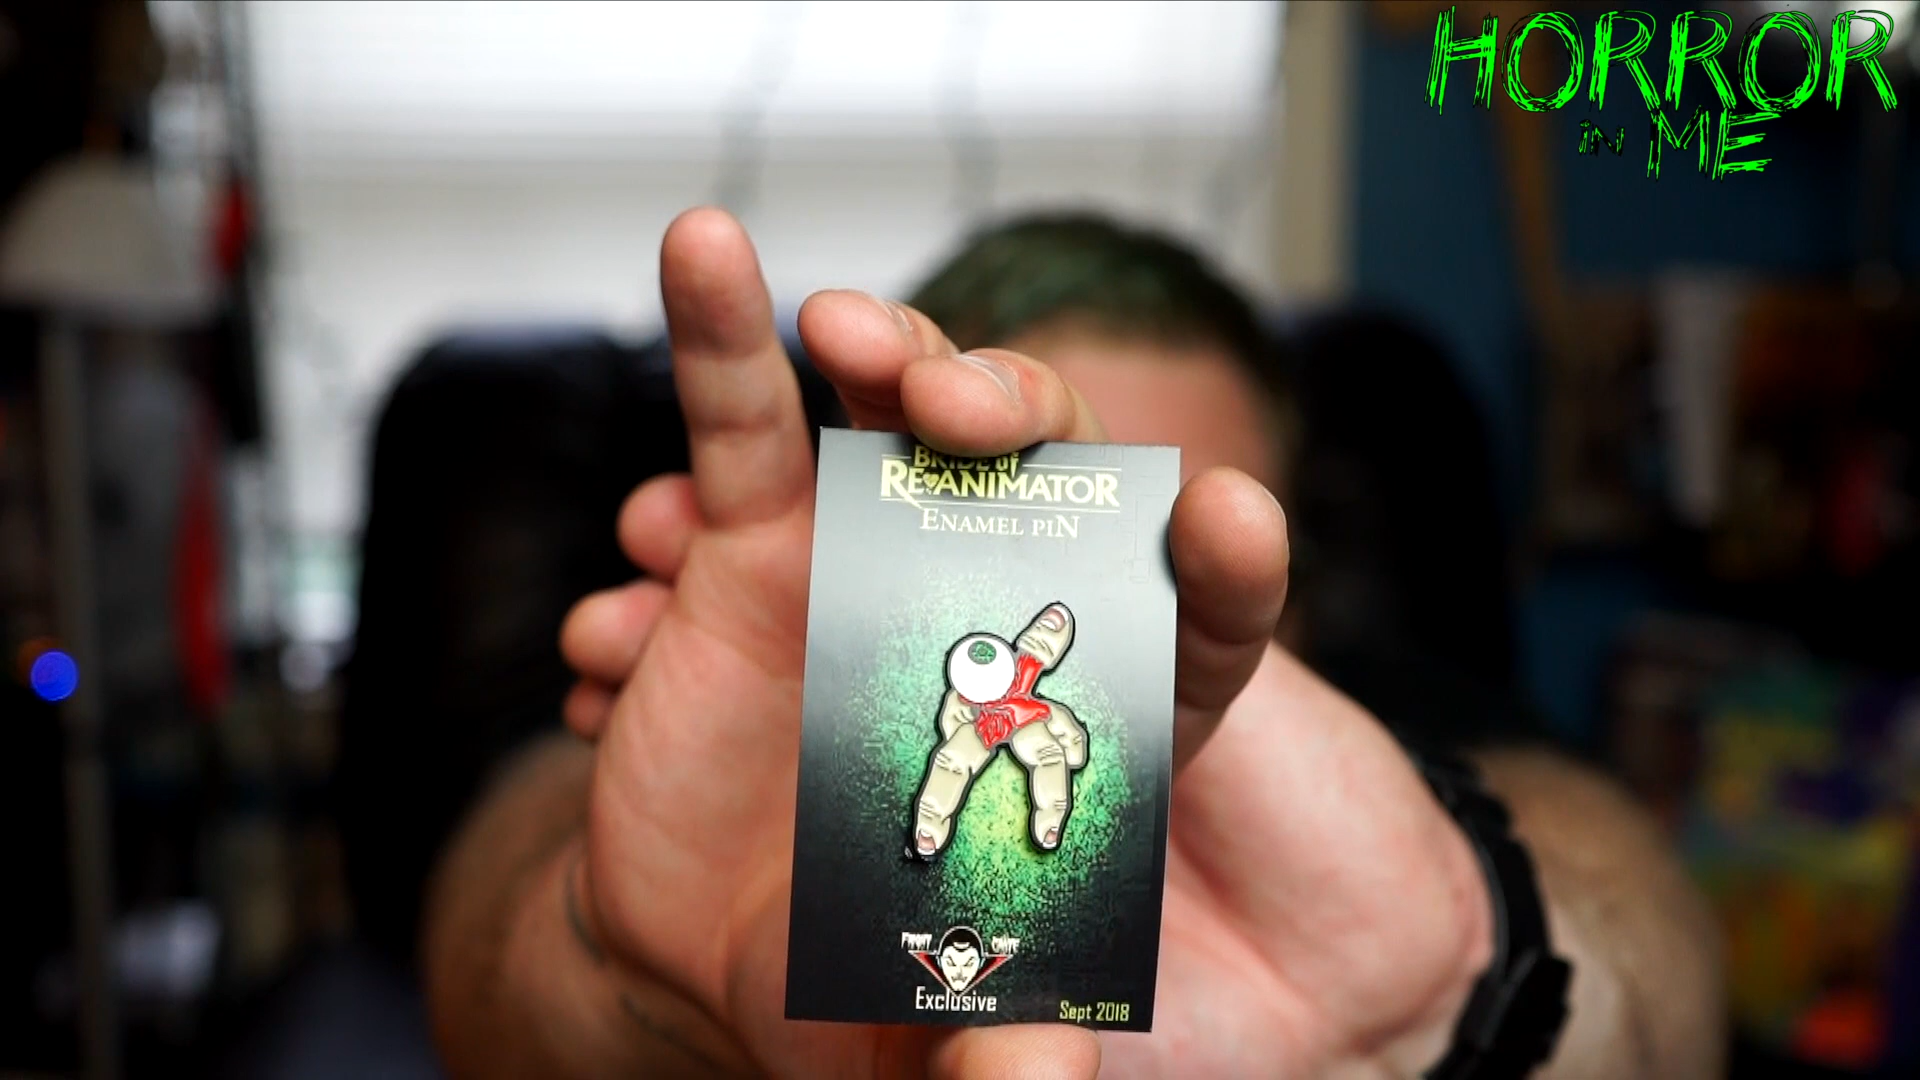 HORROR
in ME
BRIDE OF
RE-ANIMATOR
ENAMEL PIN
Exclusive
Sept 2018